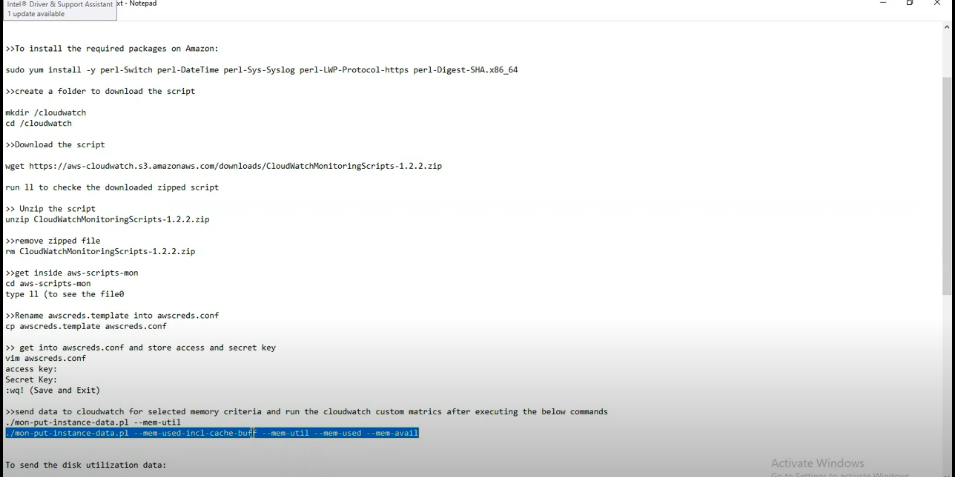 Intel® Driver & Support Assistant xt - Notepad
1 update available
>>To install the required packages on Amazon:
sudo yum install -y perl-Switch perl-DateTime perl-Sys-Syslog perl-LWP-Protocol-https perl-Digest-SHA.x86_64
>>create a folder to download the script
mkdir /cloudwatch
cd /cloudwatch
>>Download the script
wget https://aws-cloudwatch.s3.amazonaws.com/downloads/CloudWatchMonitoringScripts-1.2.2.zip
run ll to checke the downloaded zipped script
>> Unzip the script
unzip CloudWatchMonitoringScripts-1.2.2.zip
>>remove zipped file
rm CloudWatchMonitoringScripts-1.2.2.zip
>>get inside aws-scripts-mon
cd aws-scripts-mon
type ll (to see the file0
>>Rename awscreds.template into awscreds.conf
cp awscreds.template awscreds.conf
>> get into awscreds.conf and store access and secret key
vim awscreds.conf
access key:
Secret Key:
:wq! (Save and Exit)
>>send data to cloudwatch for selected memory criteria and run the cloudwatch custom matrics after executing the below commands
./mon-put-instance-data.pl --mem-util
./mon-put-instance-data.pl --mem-used-incl-cache-buff --mem-util --mem-used --mem-avail
To send the disk utilization data:
Activate Windows
Go to Settings to activate Windows